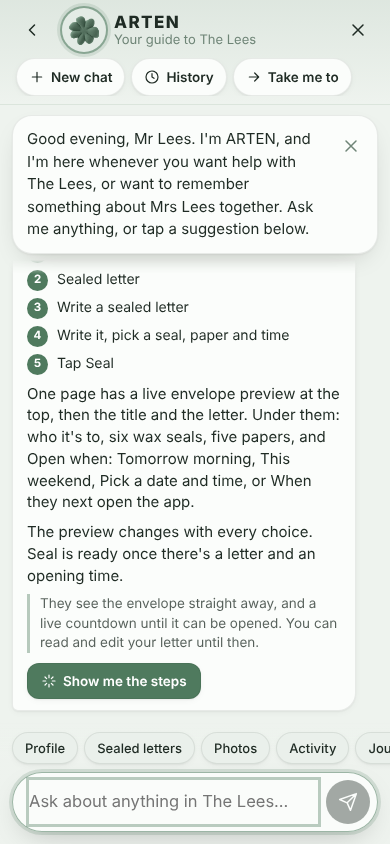 ARTEN
Your guide to The Lees
New chat
History
Take me to
Good evening, Mr Lees. I'm ARTEN, and
I'm here whenever you want help with
The Lees, or want to remember
something about Mrs Lees together. Ask
me anything, or tap a suggestion below.
2 Sealed letter
3 Write a sealed letter
4 Write it, pick a seal, paper and time
5 Tap Seal
One page has a live envelope preview at the
top, then the title and the letter. Under them:
who it's to, six wax seals, five papers, and
Open when: Tomorrow morning, This
weekend, Pick a date and time, or When
they next open the app.
The preview changes with every choice.
Seal is ready once there's a letter and an
opening time.
They see the envelope straight away, and a
live countdown until it can be opened. You can
read and edit your letter until then.
Show me the steps
Profile
Sealed letters
Photos
Activity
Jou
Ask about anything in The Lees...